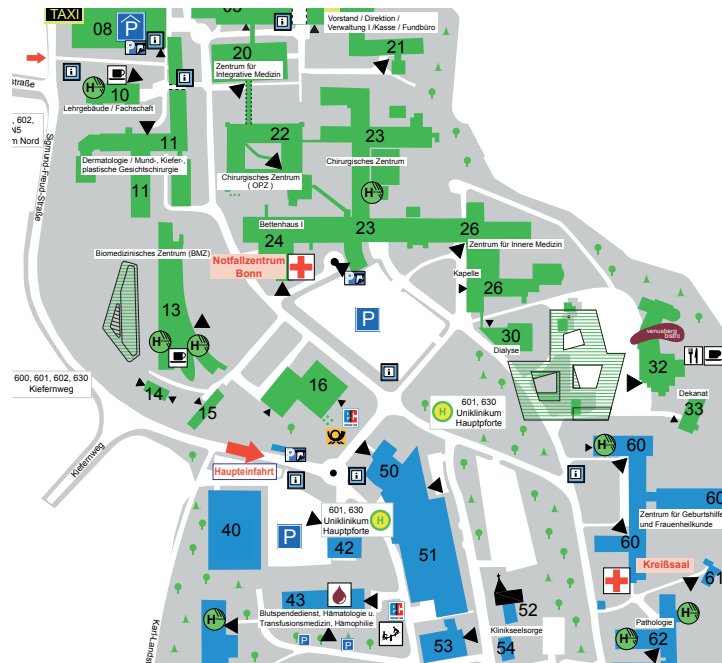 TAXI
08
P
P
i
i
i
i
Vorstand / Direktion /
Verwaltung I /Kasse / Fundbüro
20
21
Zentrum für
Integrative Medizin
H
10
Lehrgebäude / Fachschaft
straße
602,
N5
m Nord
Sigmund-Freud-Straße
11
11
Dermatologie / Mund-, Kiefer-,
plastische Gesichtschirurgie
22
23
Chirurgisches Zentrum
( OPZ )
Chirurgisches Zentrum
H
Bettenhaus I
23
24
26
Zentrum für Innere Medizin
Biomedizinisches Zentrum (BMZ)
Notfallzentrum
Bonn
P
Kapelle
26
13
P
30
Dialyse
venusberg
bistro
32
H
H
14
15
16
i
600, 601, 602, 630
Kiefernweg
601, 630
Uniklinikum
Hauptpforte
H
Dekanat
33
Kiefernweg
Haupteinfahrt
P
i
i
i
50
H
60
40
P
601, 630
Uniklinikum
Hauptpforte
H
42
51
60
Zentrum für Geburtshilfe
und Frauenheilkunde
60
Kreißsaal
61
43
Blutspendedienst, Hämatologie u.
Transfusionsmedizin, Hämophilie
52
Klinikseelsorge
53
54
H
P
P
H
Pathologie
H
62
Karl-Landst